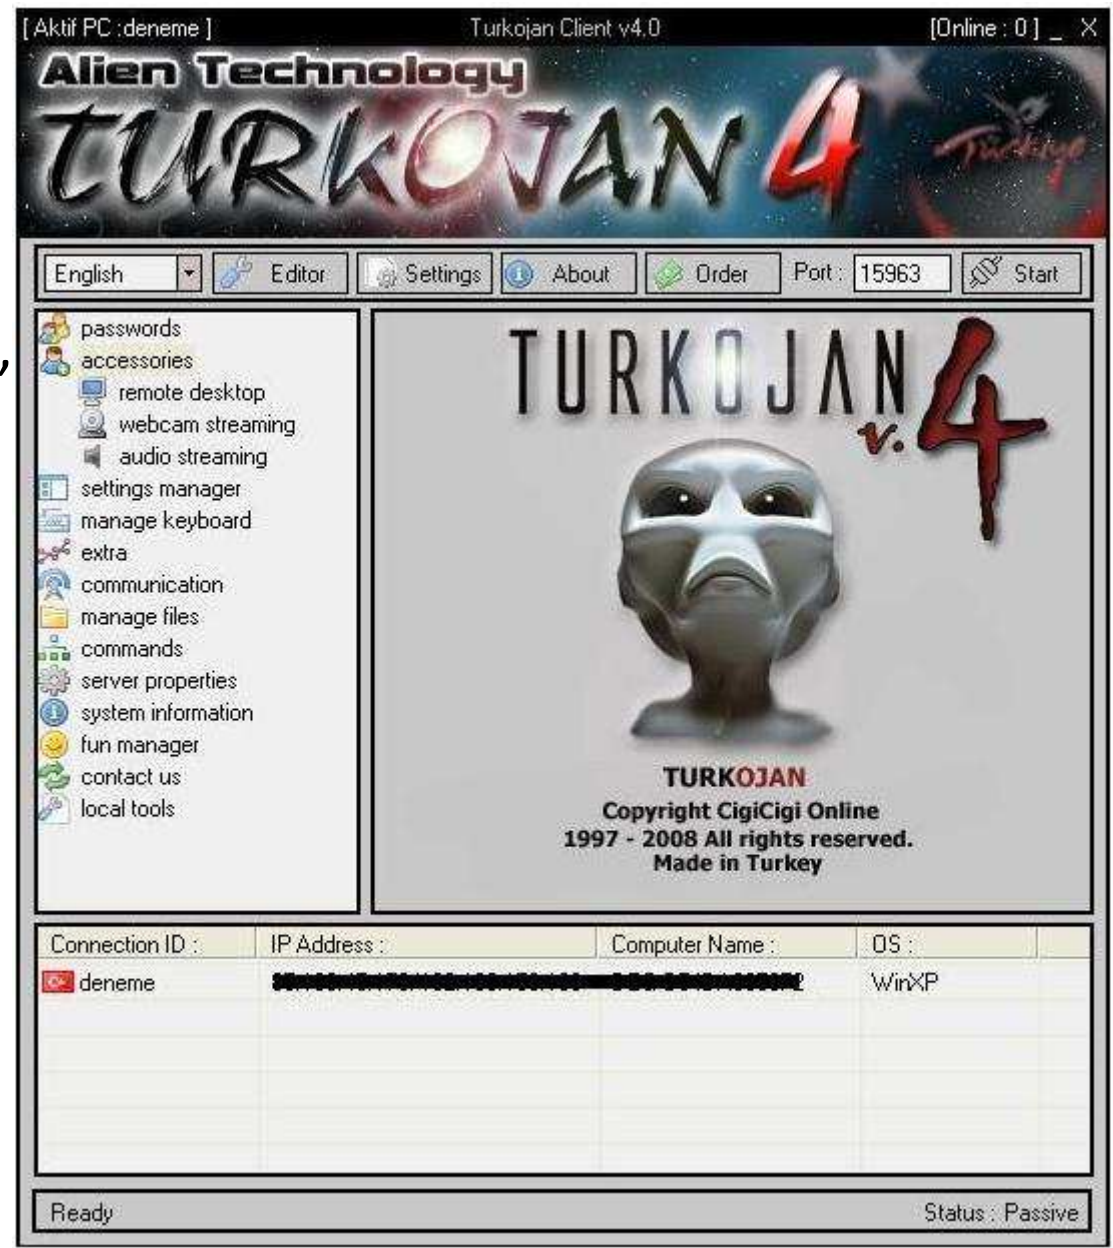 [ Aktif PC :deneme ] Turkojan Client v4.0 [Online : 0 ] _ X
Alien Technology
TURKOJAN 4
Türkiye
English Editor Settings About Order Port : 15963 Start
passwords
accessories
remote desktop
webcam streaming
audio streaming
settings manager
manage keyboard
extra
communication
manage files
commands
server properties
system information
fun manager
contact us
local tools
TURKOJAN
v.4
TURKOJAN
Copyright CigiCigi Online
1997 - 2008 All rights reserved.
Made in Turkey
Connection ID : IP Address : Computer Name : OS :
deneme WinXP
Ready Status : Passive